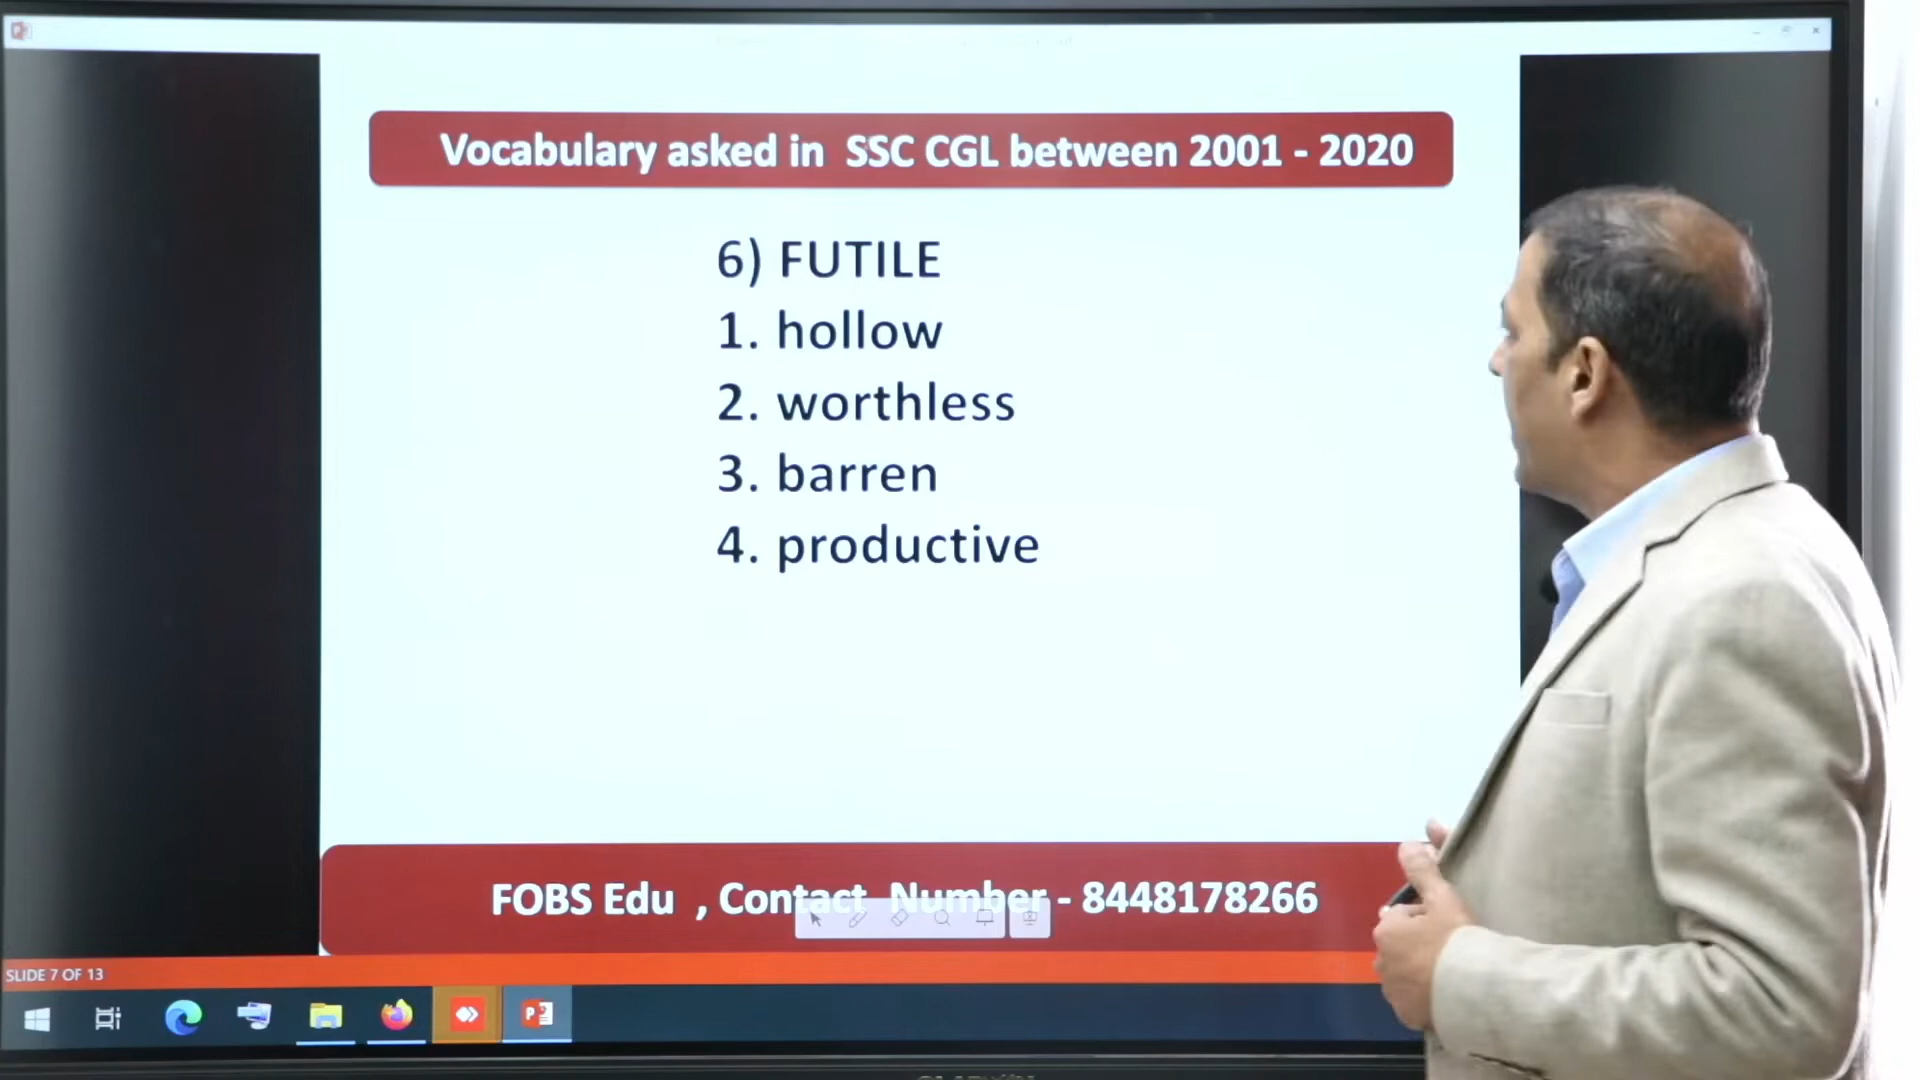 Vocabulary asked in SSC CGL between 2001 - 2020
6) FUTILE
1. hollow
2. worthless
3. barren
4. productive
FOBS Edu , Contact Number - 8448178266
SLIDE 7 OF 13